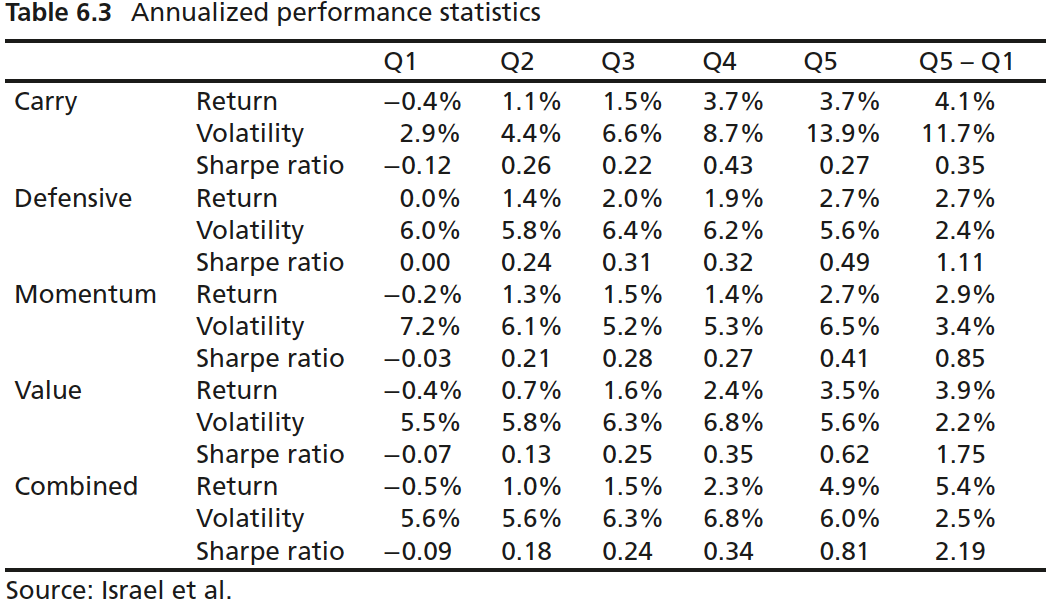 Table 6.3 Annualized performance statistics
Q1 Q2 Q3 Q4 Q5 Q5 – Q1
Carry Return −0.4% 1.1% 1.5% 3.7% 3.7% 4.1%
Volatility 2.9% 4.4% 6.6% 8.7% 13.9% 11.7%
Sharpe ratio −0.12 0.26 0.22 0.43 0.27 0.35
Defensive Return 0.0% 1.4% 2.0% 1.9% 2.7% 2.7%
Volatility 6.0% 5.8% 6.4% 6.2% 5.6% 2.4%
Sharpe ratio 0.00 0.24 0.31 0.32 0.49 1.11
Momentum Return −0.2% 1.3% 1.5% 1.4% 2.7% 2.9%
Volatility 7.2% 6.1% 5.2% 5.3% 6.5% 3.4%
Sharpe ratio −0.03 0.21 0.28 0.27 0.41 0.85
Value Return −0.4% 0.7% 1.6% 2.4% 3.5% 3.9%
Volatility 5.5% 5.8% 6.3% 6.8% 5.6% 2.2%
Sharpe ratio −0.07 0.13 0.25 0.35 0.62 1.75
Combined Return −0.5% 1.0% 1.5% 2.3% 4.9% 5.4%
Volatility 5.6% 5.6% 6.3% 6.8% 6.0% 2.5%
Sharpe ratio −0.09 0.18 0.24 0.34 0.81 2.19
Source: Israel et al.